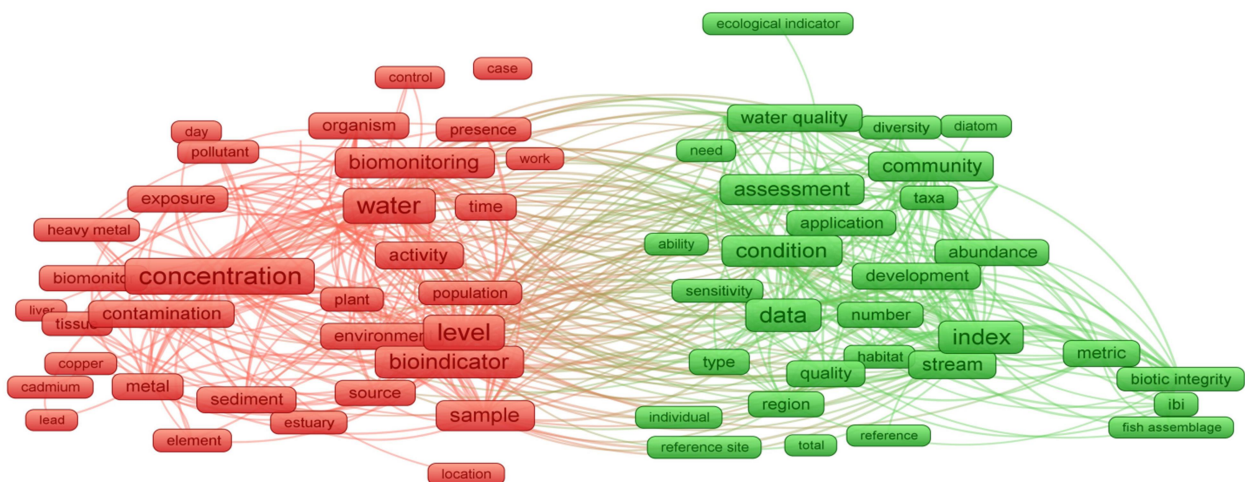 ecological indicator
case
control
water quality
organism
presence
diversity
diatom
day
pollutant
biomonitoring
work
need
community
exposure
water
time
assessment
taxa
application
heavy metal
activity
ability
condition
abundance
biomonito
concentration
development
plant
population
sensitivity
liver
tissue
contamination
data
number
environmen
level
index
copper
bioindicator
type
habitat
stream
metric
cadmium
metal
quality
biotic integrity
sediment
source
region
ibi
lead
estuary
sample
individual
fish assemblage
element
reference site
total
reference
location